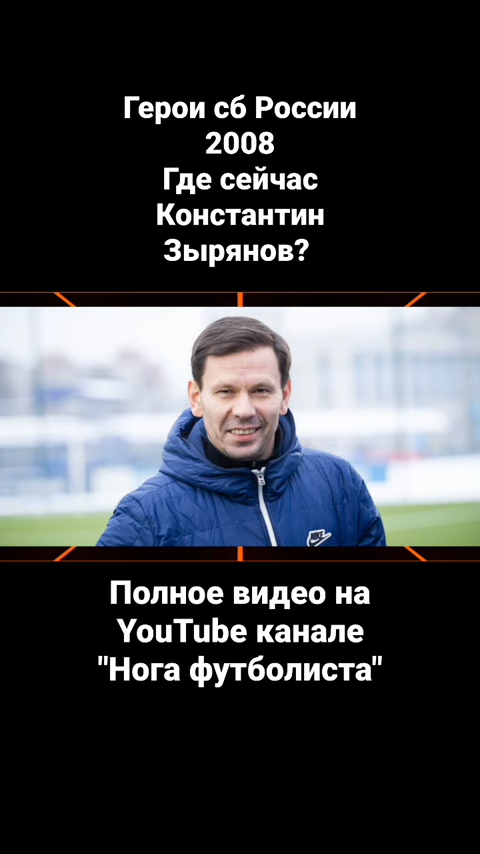 Герои сб России
2008
Где сейчас
Константин
Зырянов?
Полное видео на
YouTube канале
"Нога футболиста"